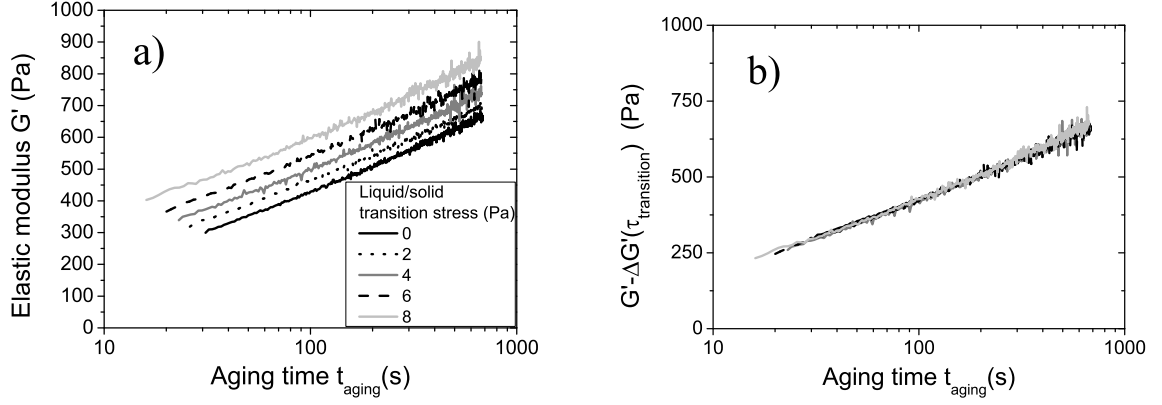 a)
Elastic modulus G' (Pa)
1000
900
800
700
600
500
400
300
200
100
0
Liquid/solid
transition stress (Pa)
0
2
4
6
8
10 100 1000
Aging time t_aging(s)
b)
G'-ΔG'(τ_transition) (Pa)
1000
750
500
250
0
10 100 1000
Aging time t_aging(s)